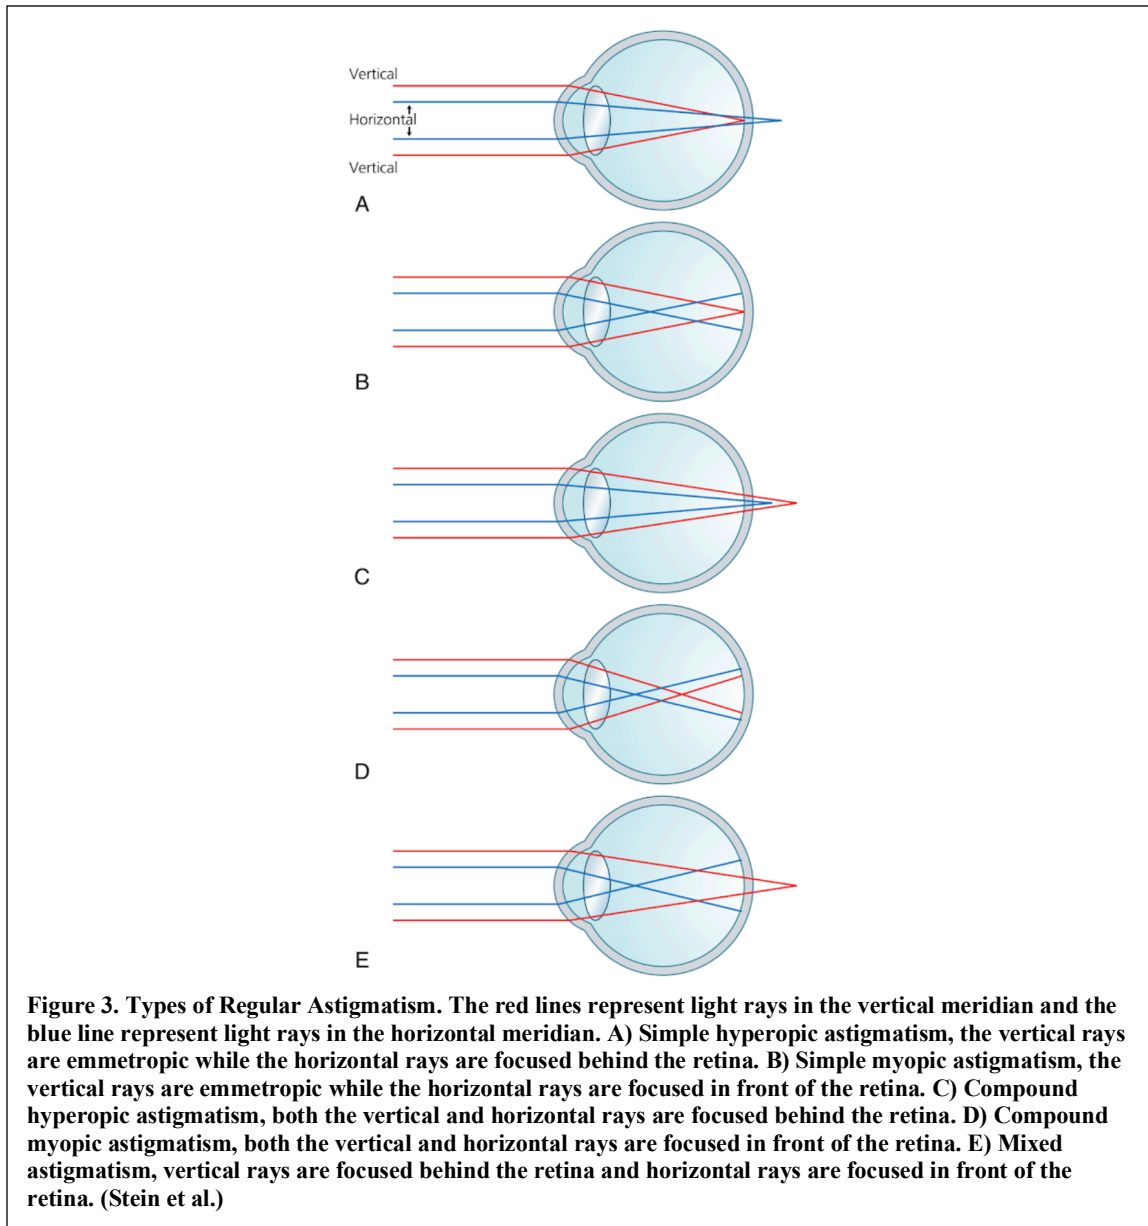 Vertical
Horizontal
Vertical
A
B
C
D
E
Figure 3. Types of Regular Astigmatism. The red lines represent light rays in the vertical meridian and the
blue line represent light rays in the horizontal meridian. A) Simple hyperopic astigmatism, the vertical rays
are emmetropic while the horizontal rays are focused behind the retina. B) Simple myopic astigmatism, the
vertical rays are emmetropic while the horizontal rays are focused in front of the retina. C) Compound
hyperopic astigmatism, both the vertical and horizontal rays are focused behind the retina. D) Compound
myopic astigmatism, both the vertical and horizontal rays are focused in front of the retina. E) Mixed
astigmatism, vertical rays are focused behind the retina and horizontal rays are focused in front of the
retina. (Stein et al.)